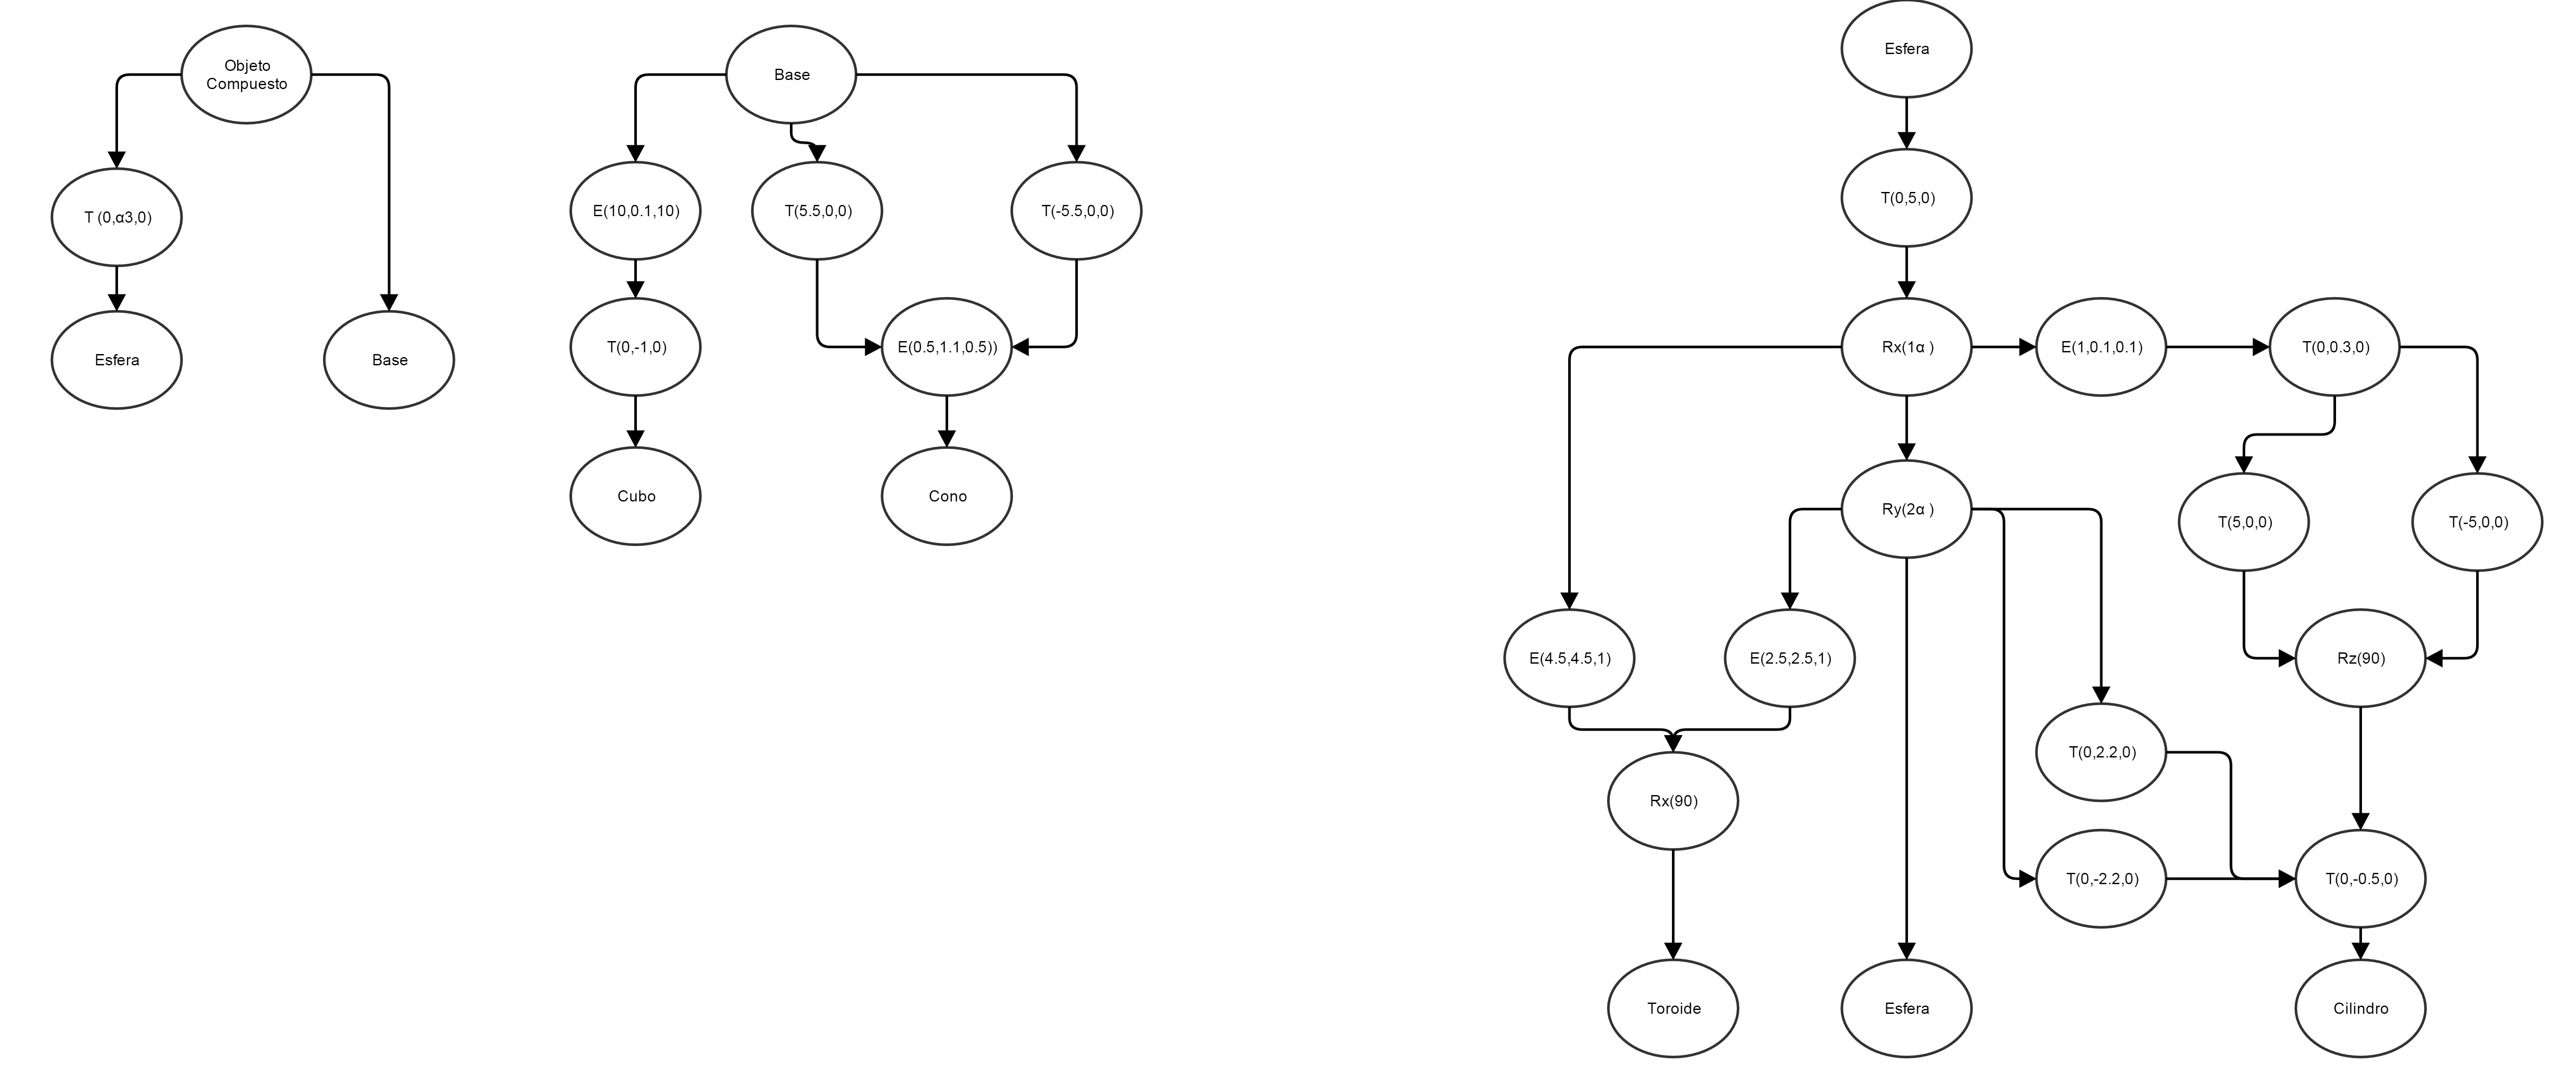 Objeto
Compuesto
T (0,α3,0)
Esfera
Base
Base
E(10,0.1,10)
T(5.5,0,0)
T(-5.5,0,0)
T(0,-1,0)
E(0.5,1.1,0.5))
Cubo
Cono
Esfera
T(0,5,0)
Rx(1α )
E(1,0.1,0.1)
T(0,0.3,0)
Ry(2α )
T(5,0,0)
T(-5,0,0)
E(4.5,4.5,1)
E(2.5,2.5,1)
Rz(90)
T(0,2.2,0)
Rx(90)
T(0,-2.2,0)
T(0,-0.5,0)
Toroide
Esfera
Cilindro